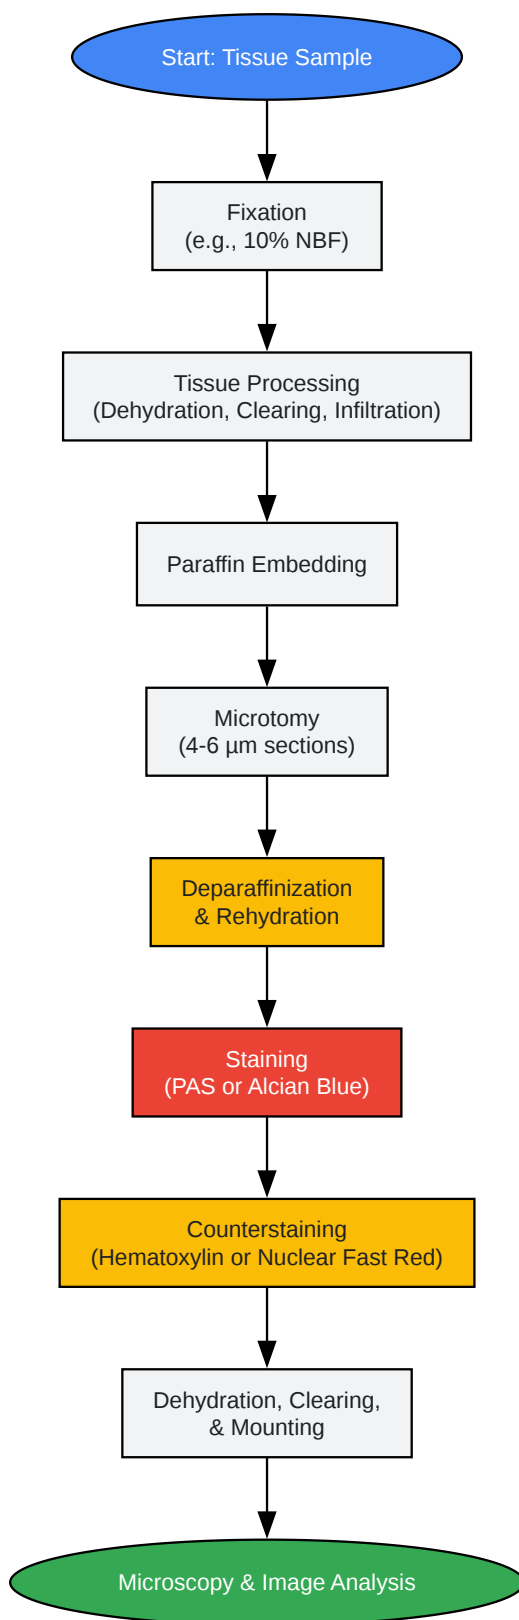 Start: Tissue Sample
Fixation
(e.g., 10% NBF)
Tissue Processing
(Dehydration, Clearing, Infiltration)
Paraffin Embedding
Microtomy
(4-6 µm sections)
Deparaffinization
& Rehydration
Staining
(PAS or Alcian Blue)
Counterstaining
(Hematoxylin or Nuclear Fast Red)
Dehydration, Clearing,
& Mounting
Microscopy & Image Analysis